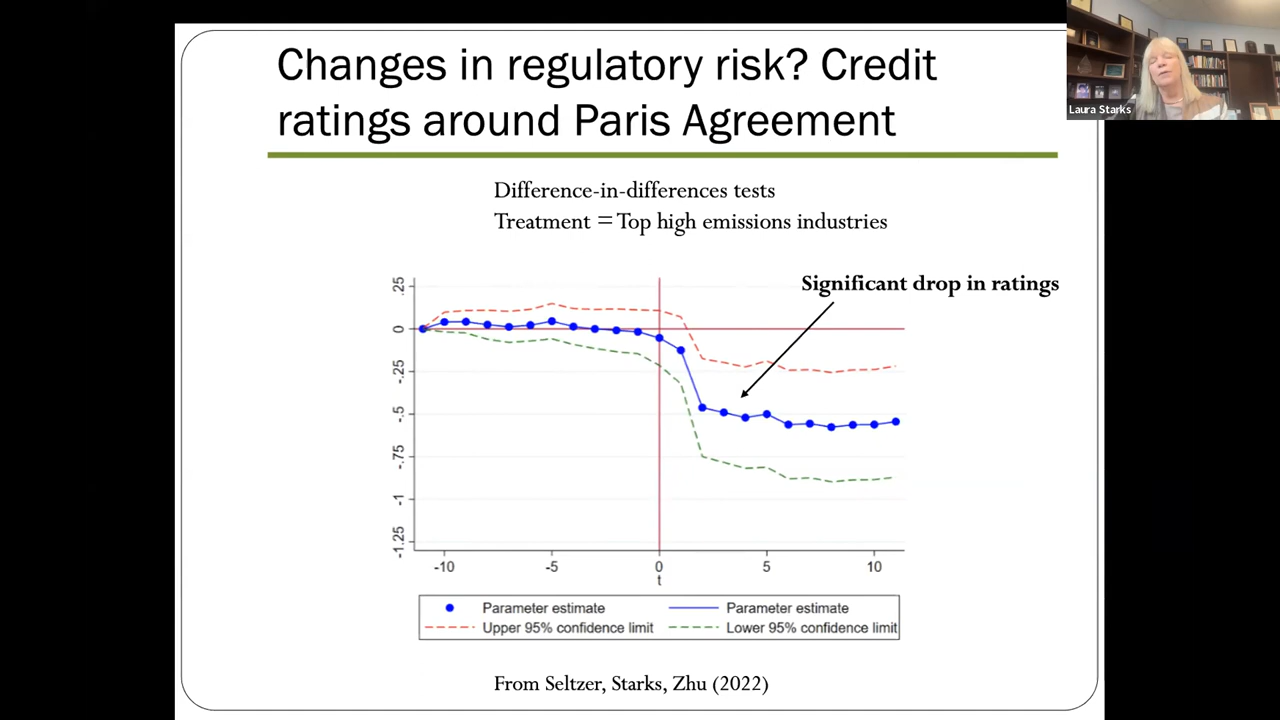 Changes in regulatory risk? Credit
ratings around Paris Agreement
Laura Starks
Difference-in-differences tests
Treatment = Top high emissions industries
Significant drop in ratings
.25
0
-.25
-.5
-.75
-1
-1.25
-10
-5
0
5
10
t
Parameter estimate
Parameter estimate
Upper 95% confidence limit
Lower 95% confidence limit
From Seltzer, Starks, Zhu (2022)